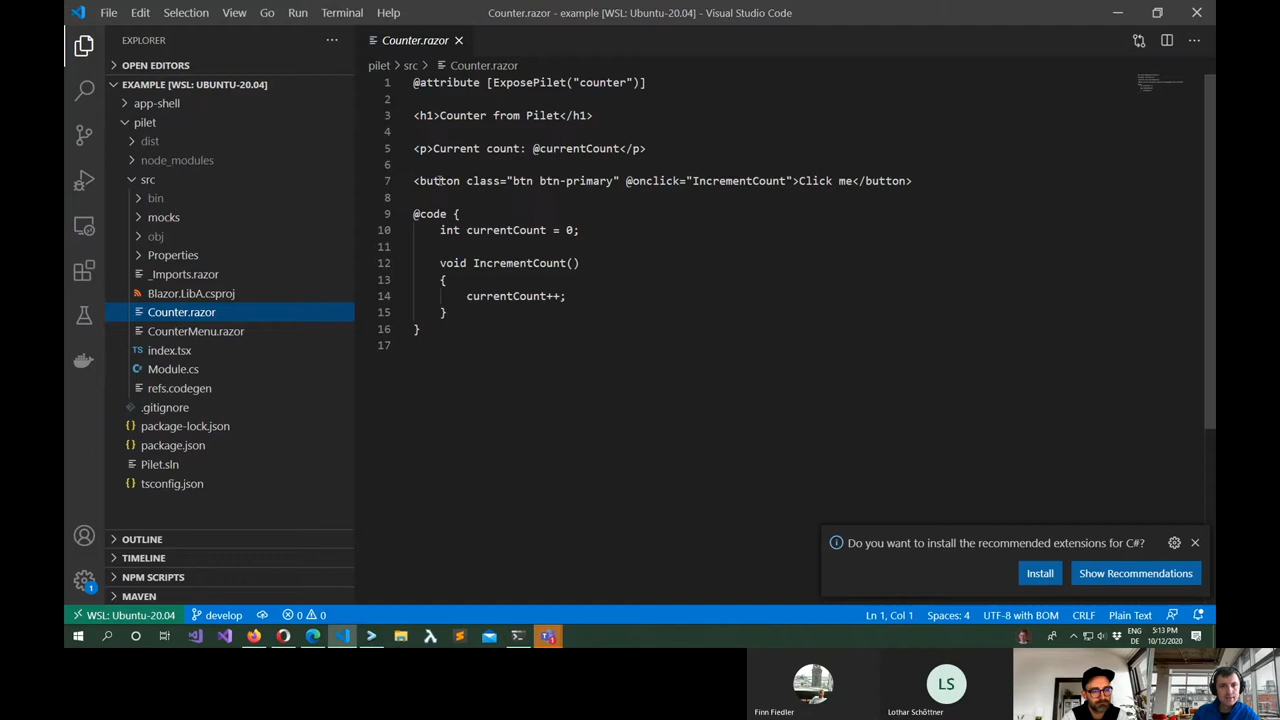 File Edit Selection View Go Run Terminal Help Counter.razor - example [WSL: Ubuntu-20.04] - Visual Studio Code
EXPLORER
OPEN EDITORS
EXAMPLE [WSL: UBUNTU-20.04]
app-shell
pilet
dist
node_modules
src
bin
mocks
obj
Properties
_Imports.razor
Blazor.LibA.csproj
Counter.razor
CounterMenu.razor
TS index.tsx
Module.cs
refs.codegen
.gitignore
package-lock.json
package.json
Pilet.sln
tsconfig.json
OUTLINE
TIMELINE
NPM SCRIPTS
MAVEN
1
Counter.razor
pilet > src > Counter.razor
1 @attribute [ExposePilet("counter")]
2
3 <h1>Counter from Pilet</h1>
4
5 <p>Current count: @currentCount</p>
6
7 <button class="btn btn-primary" @onclick="IncrementCount">Click me</button>
8
9 @code {
10 int currentCount = 0;
11
12 void IncrementCount()
13 {
14 currentCount++;
15 }
16 }
17
Do you want to install the recommended extensions for C#?
Install Show Recommendations
WSL: Ubuntu-20.04 develop 0 0 Ln 1, Col 1 Spaces: 4 UTF-8 with BOM CRLF Plain Text
ENG 5:13 PM
DE 10/12/2020
LS
Finn Fiedler Lothar Schöttner